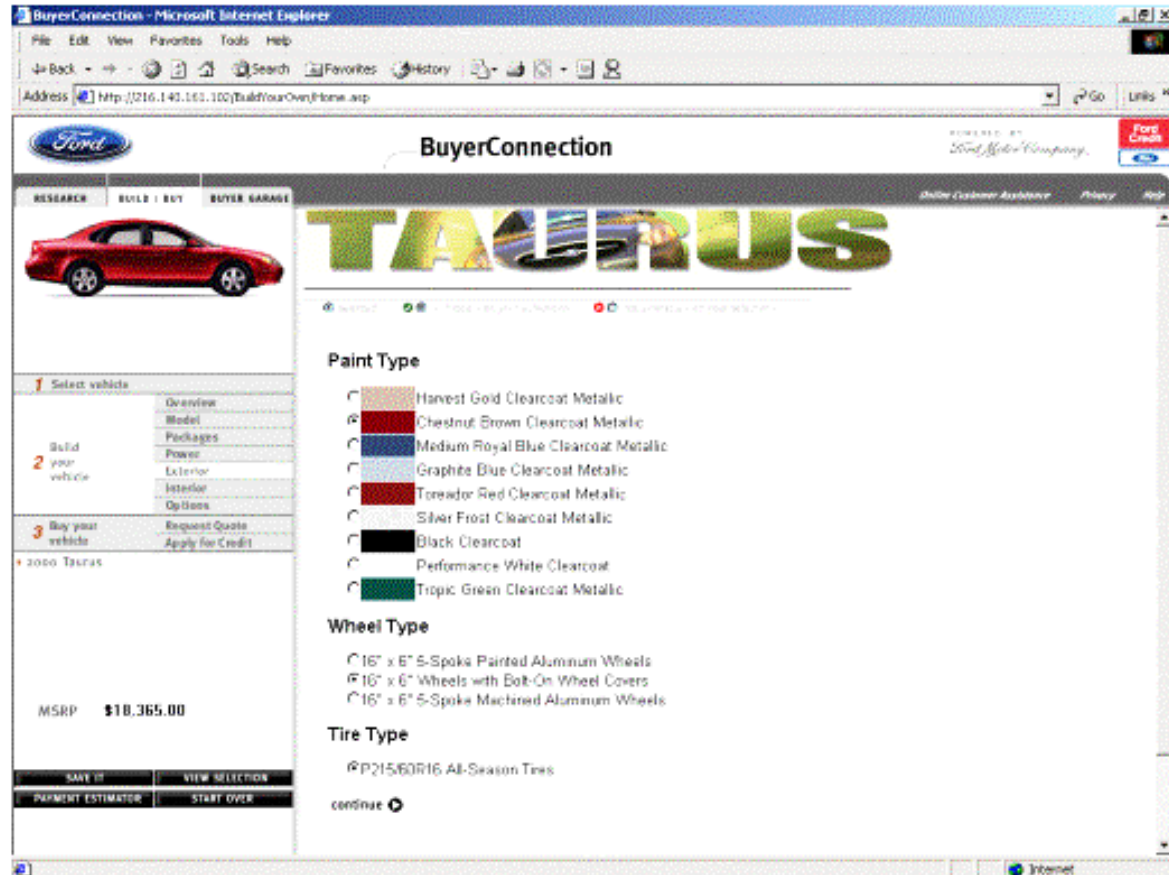 BuyerConnection - Microsoft Internet Explorer
File Edit View Favorites Tools Help
Back Search Favorites History
Address http://216.140.161.102/BuildYourOwn/Home.asp Go Links
Ford BuyerConnection POWERED BY Ford Motor Company Ford Credit
RESEARCH BUILD : BUY BUYER GARAGE Online Customer Assistance Privacy Help
TAURUS
Paint Type
1 Select vehicle
Harvest Gold Clearcoat Metallic
Overview
Chestnut Brown Clearcoat Metallic
Model
Medium Royal Blue Clearcoat Metallic
Packages
2 Build your vehicle
Power
Graphite Blue Clearcoat Metallic
Exterior
Interior
Toreador Red Clearcoat Metallic
Options
Silver Frost Clearcoat Metallic
3 Buy your vehicle
Request Quote
Black Clearcoat
Apply for Credit
2000 Taurus
Performance White Clearcoat
Tropic Green Clearcoat Metallic
Wheel Type
16" x 6" 5-Spoke Painted Aluminum Wheels
16" x 6" Wheels with Bolt-On Wheel Covers
16" x 6" 5-Spoke Machined Aluminum Wheels
MSRP $18,365.00
Tire Type
P215/60R16 All-Season Tires
SAVE IT VIEW SELECTION
PAYMENT ESTIMATOR START OVER
continue
Internet